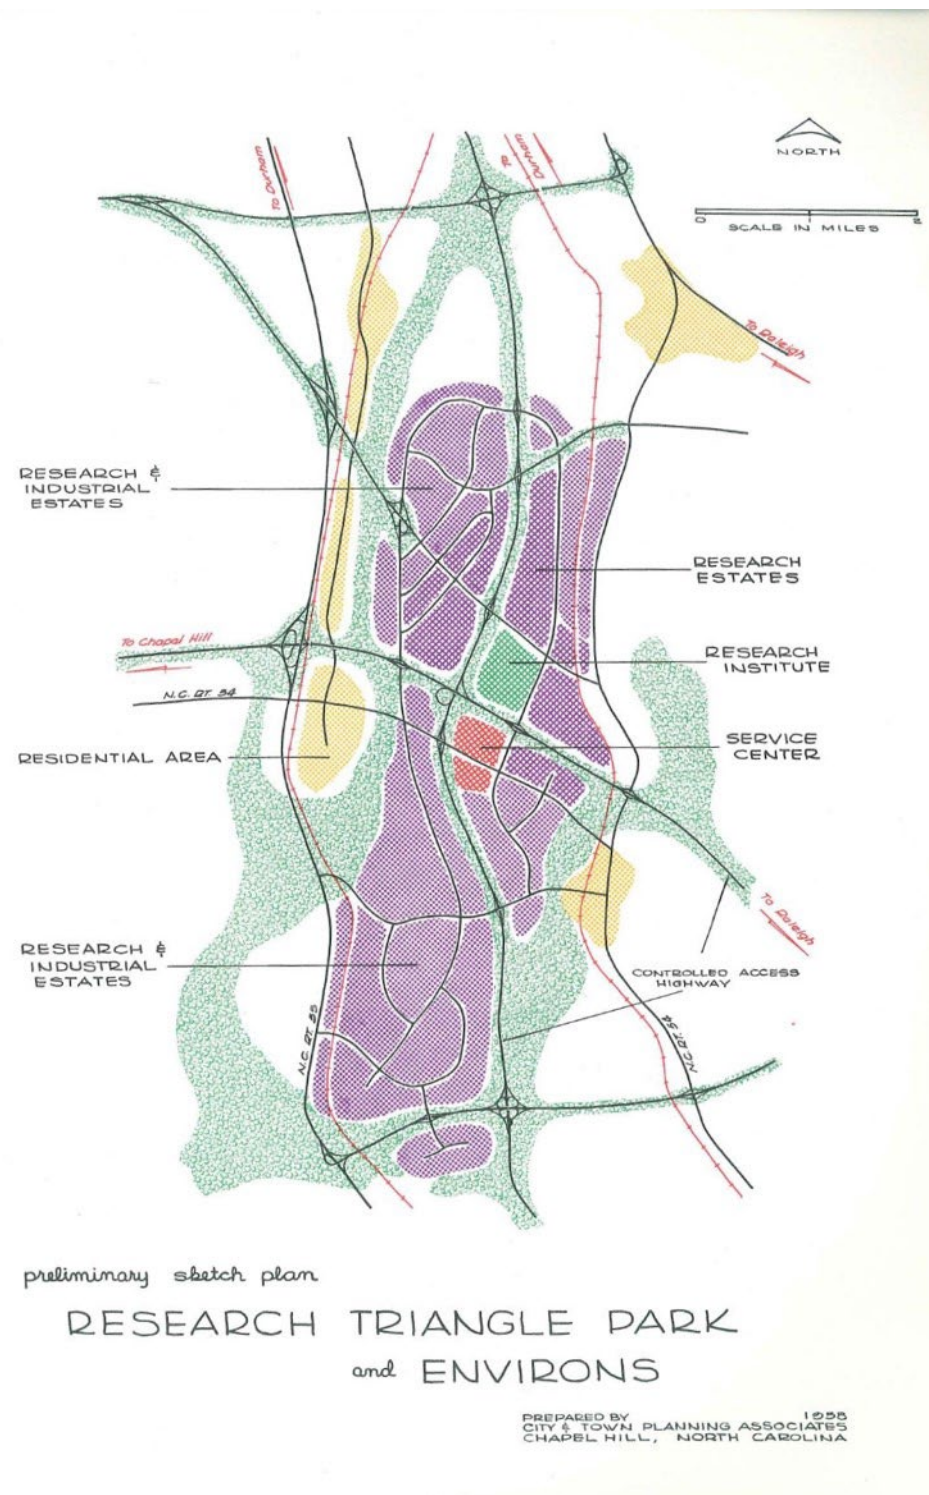 NORTH
0
SCALE IN MILES
To Durham
To
Durham
To Raleigh
RESEARCH &
INDUSTRIAL
ESTATES
RESEARCH
ESTATES
To Chapel Hill
RESEARCH
INSTITUTE
N.C. RT. 54
RESIDENTIAL AREA
SERVICE
CENTER
To Raleigh
RESEARCH &
INDUSTRIAL
ESTATES
CONTROLLED ACCESS
HIGHWAY
N.C. RT. 55
N.C. RT. 54
preliminary sketch plan
RESEARCH TRIANGLE PARK
and ENVIRONS
PREPARED BY 1958
CITY & TOWN PLANNING ASSOCIATES
CHAPEL HILL, NORTH CAROLINA